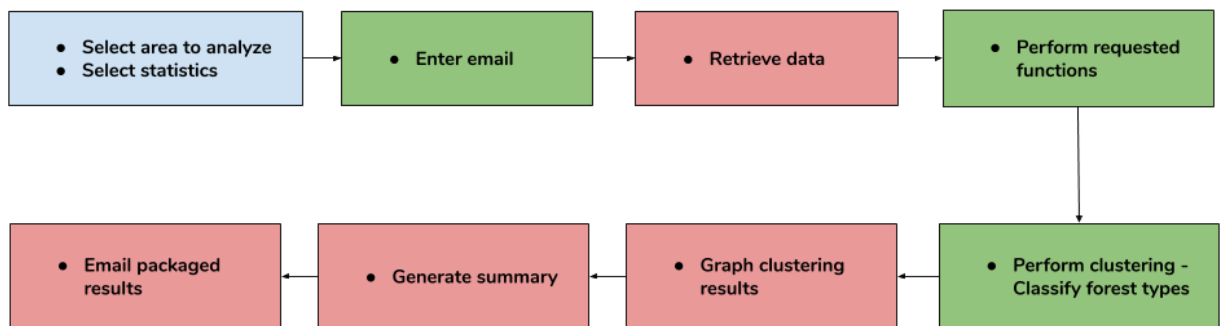 ● Select area to analyze
● Select statistics
● Enter email
● Retrieve data
● Perform requested
functions
● Perform clustering -
Classify forest types
● Graph clustering
results
● Generate summary
● Email packaged
results